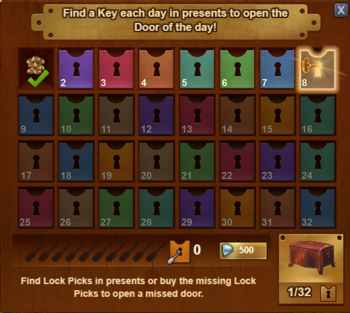 Find a Key each day in presents to open the
Door of the day!
X
2 3 4 5 6 7 8
9 10 11 12 13 14 15 16
17 18 19 20 21 22 23 24
25 26 27 28 29 30 31 32
0
500
Find Lock Picks in presents or buy the missing Lock
Picks to open a missed door.
1/32